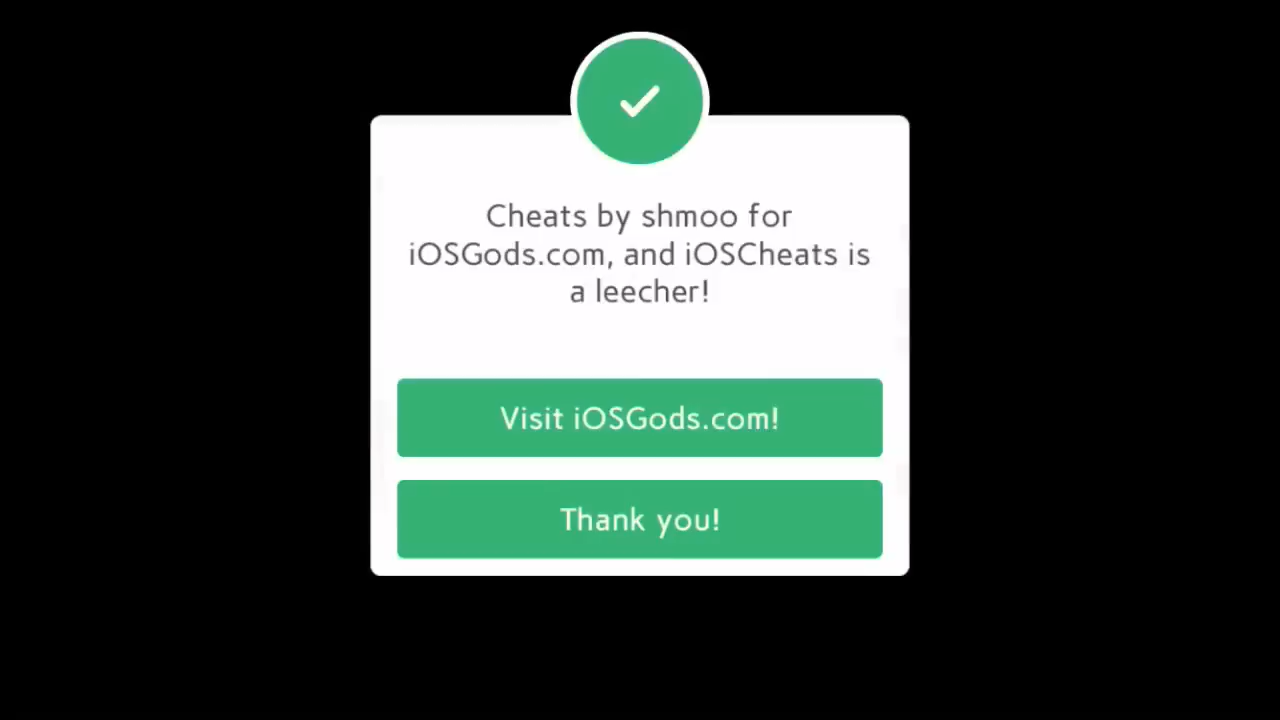 Cheats by shmoo for
iOSGods.com, and iOSCheats is
a leecher!
Visit iOSGods.com!
Thank you!